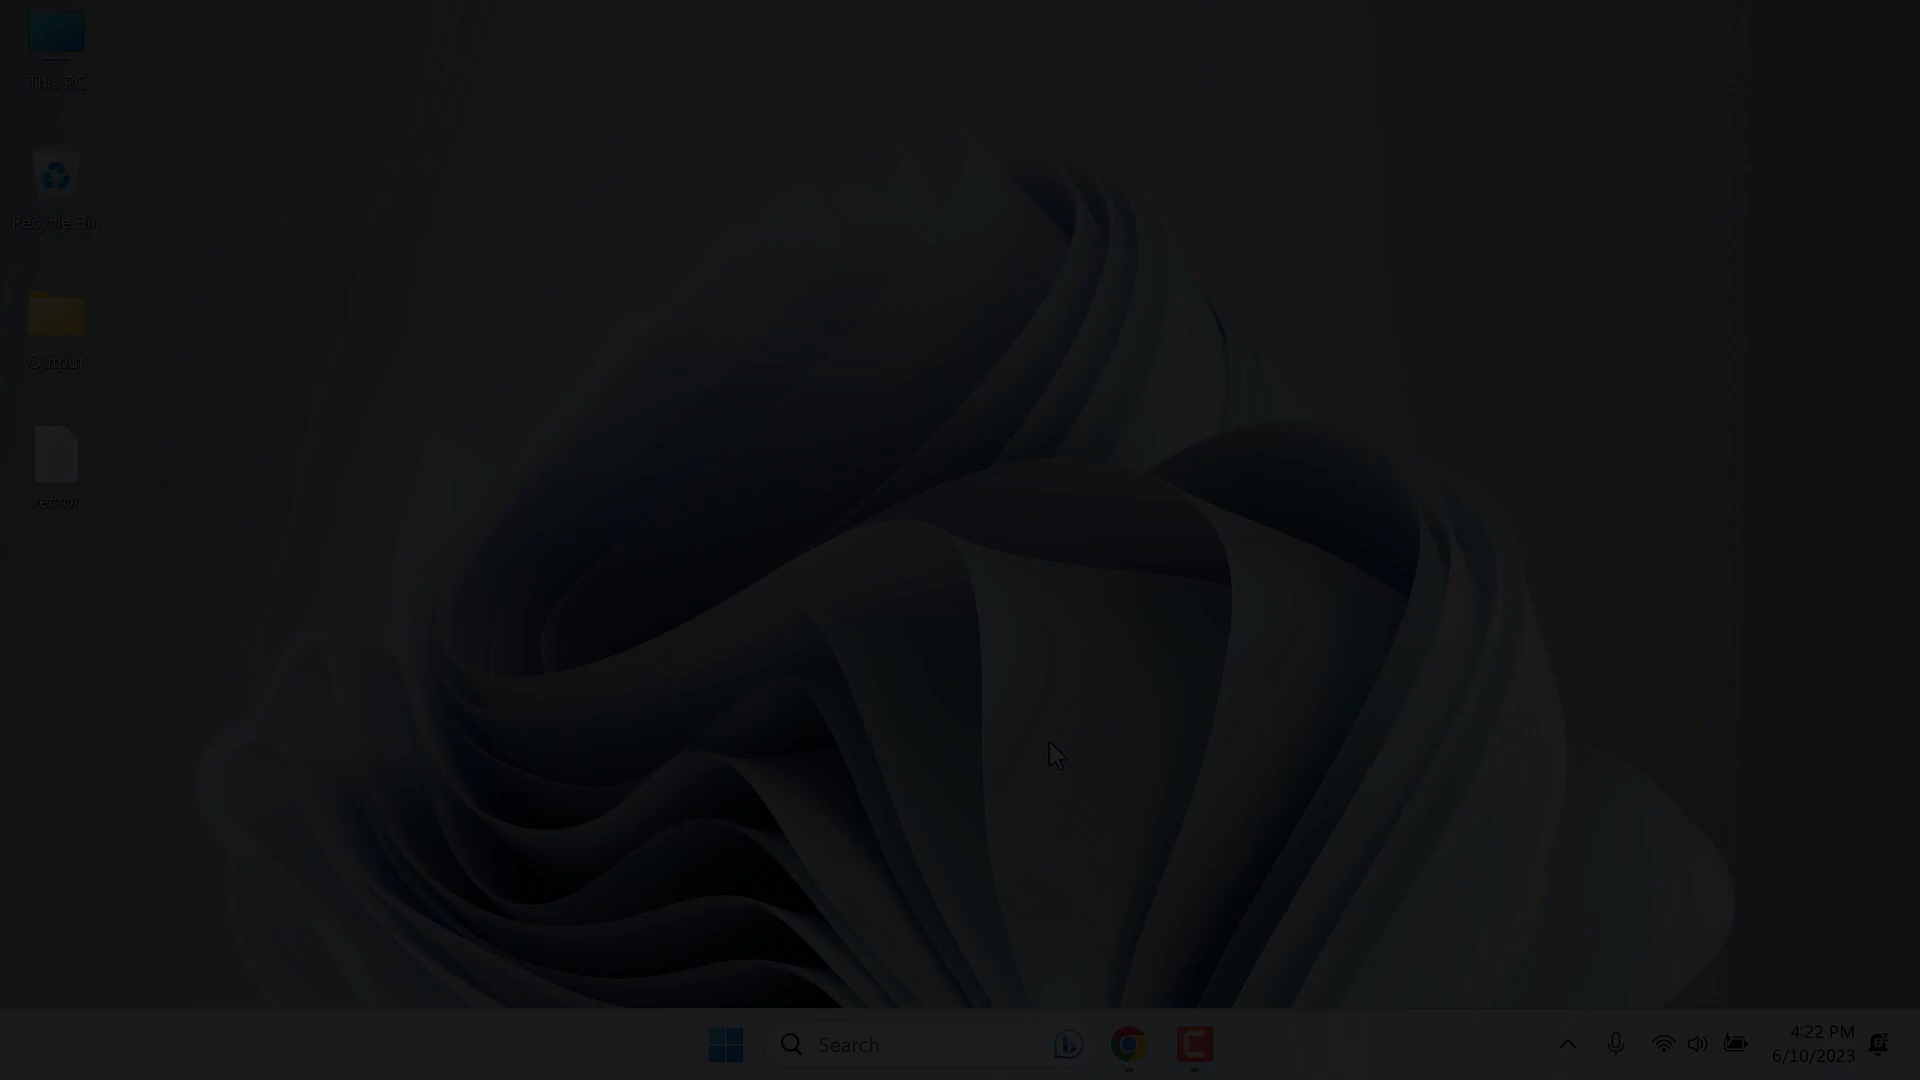 This PC
Recycle Bin
Output
rector
Search
4:22 PM
6/10/2023